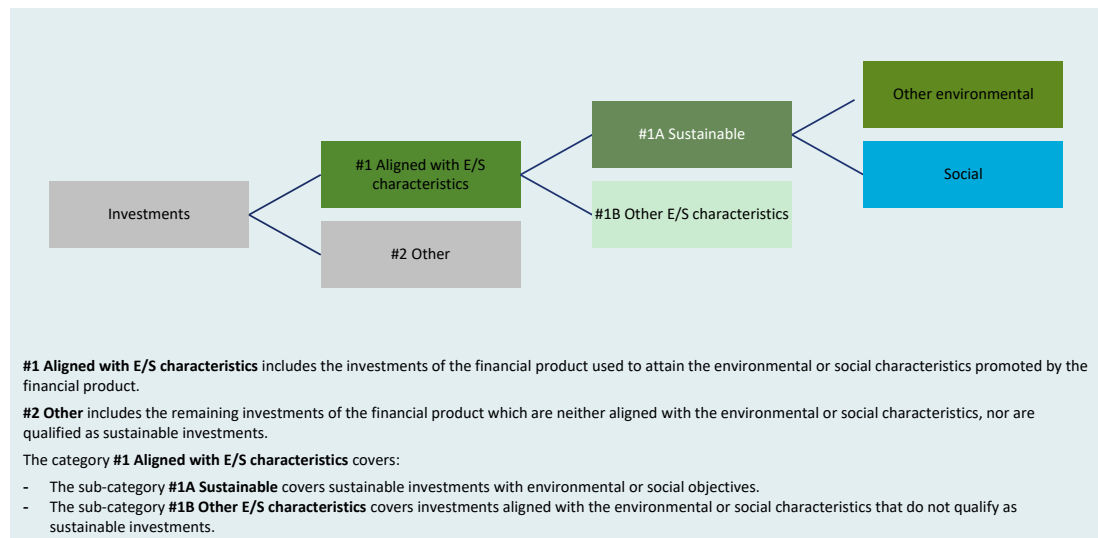 Other environmental
#1A Sustainable
#1 Aligned with E/S
characteristics
Social
Investments
#1B Other E/S characteristics
#2 Other
#1 Aligned with E/S characteristics includes the investments of the financial product used to attain the environmental or social characteristics promoted by the
financial product.
#2 Other includes the remaining investments of the financial product which are neither aligned with the environmental or social characteristics, nor are
qualified as sustainable investments.
The category #1 Aligned with E/S characteristics covers:
- The sub-category #1A Sustainable covers sustainable investments with environmental or social objectives.
- The sub-category #1B Other E/S characteristics covers investments aligned with the environmental or social characteristics that do not qualify as
sustainable investments.